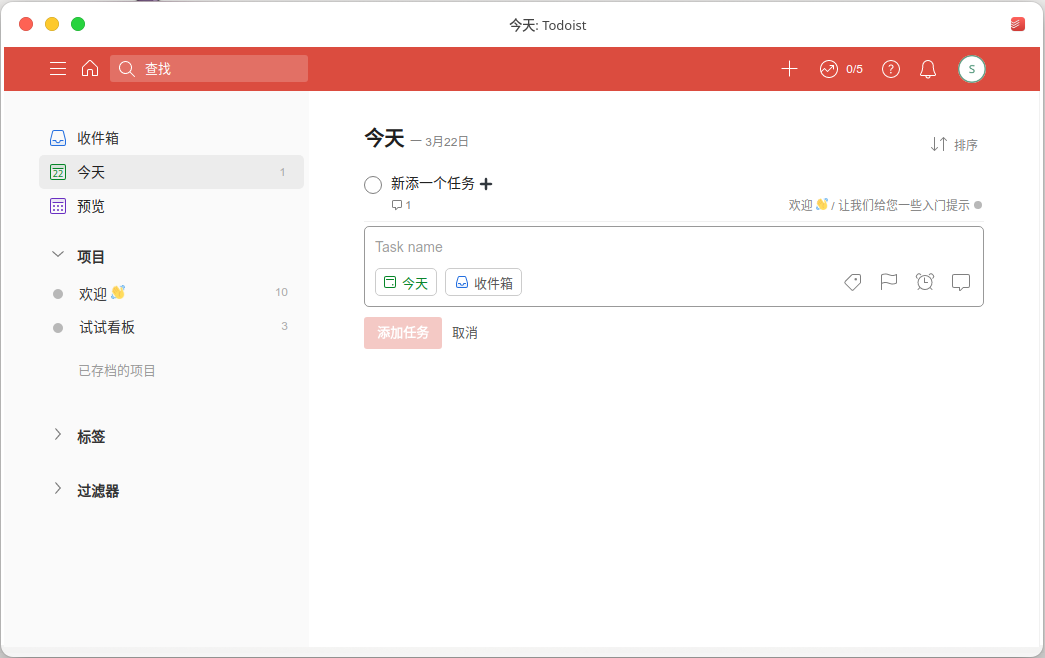 今天: Todoist
查找
0/5
?
S
收件箱
22 今天 1
预览
项目
欢迎 👋 10
试试看板 3
已存档的项目
标签
过滤器
今天 — 3月22日
排序
新添一个任务 ➕
1
欢迎 👋 / 让我们给您一些入门提示
Task name
今天
收件箱
添加任务
取消